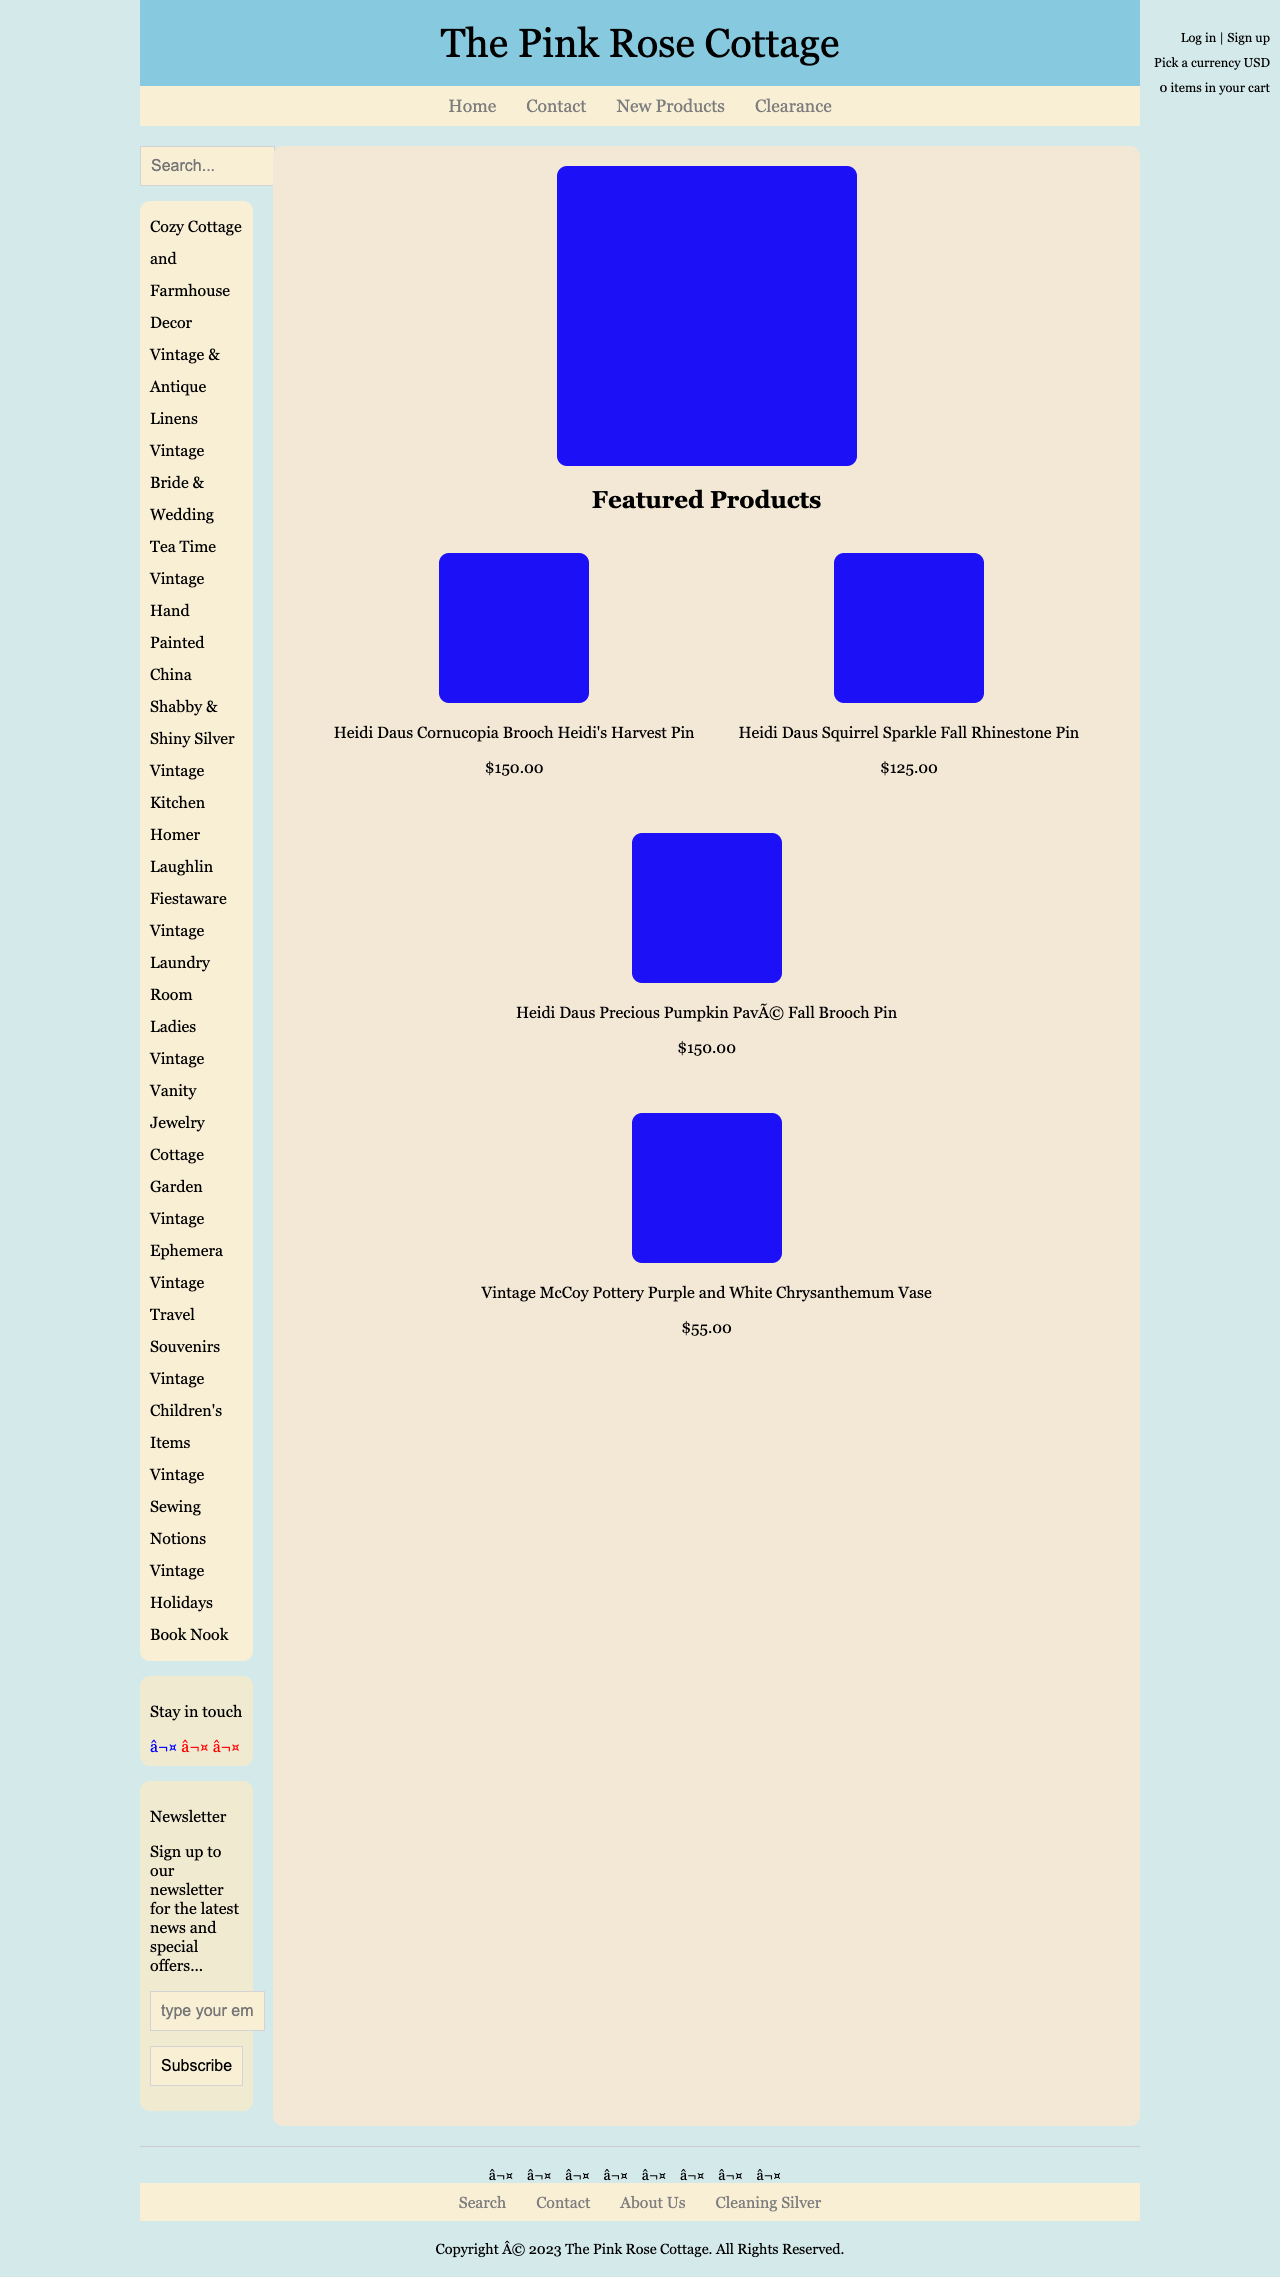 The Pink Rose Cottage
Log in | Sign up
Pick a currency USD
0 items in your cart
Home Contact New Products Clearance
Search...
Cozy Cottage
and
Farmhouse
Decor
Vintage &
Antique
Linens
Vintage
Bride &
Wedding
Tea Time
Vintage
Hand
Painted
China
Shabby &
Shiny Silver
Vintage
Kitchen
Homer
Laughlin
Fiestaware
Vintage
Laundry
Room
Ladies
Vintage
Vanity
Jewelry
Cottage
Garden
Vintage
Ephemera
Vintage
Travel
Souvenirs
Vintage
Children's
Items
Vintage
Sewing
Notions
Vintage
Holidays
Book Nook
Stay in touch
â¬¤ â¬¤ â¬¤
Newsletter
Sign up to
our
newsletter
for the latest
news and
special
offers...
type your em
Subscribe
Featured Products
Heidi Daus Cornucopia Brooch Heidi's Harvest Pin
$150.00
Heidi Daus Squirrel Sparkle Fall Rhinestone Pin
$125.00
Heidi Daus Precious Pumpkin PavÃ© Fall Brooch Pin
$150.00
Vintage McCoy Pottery Purple and White Chrysanthemum Vase
$55.00
â¬¤ â¬¤ â¬¤ â¬¤ â¬¤ â¬¤ â¬¤ â¬¤
Search Contact About Us Cleaning Silver
Copyright Â© 2023 The Pink Rose Cottage. All Rights Reserved.